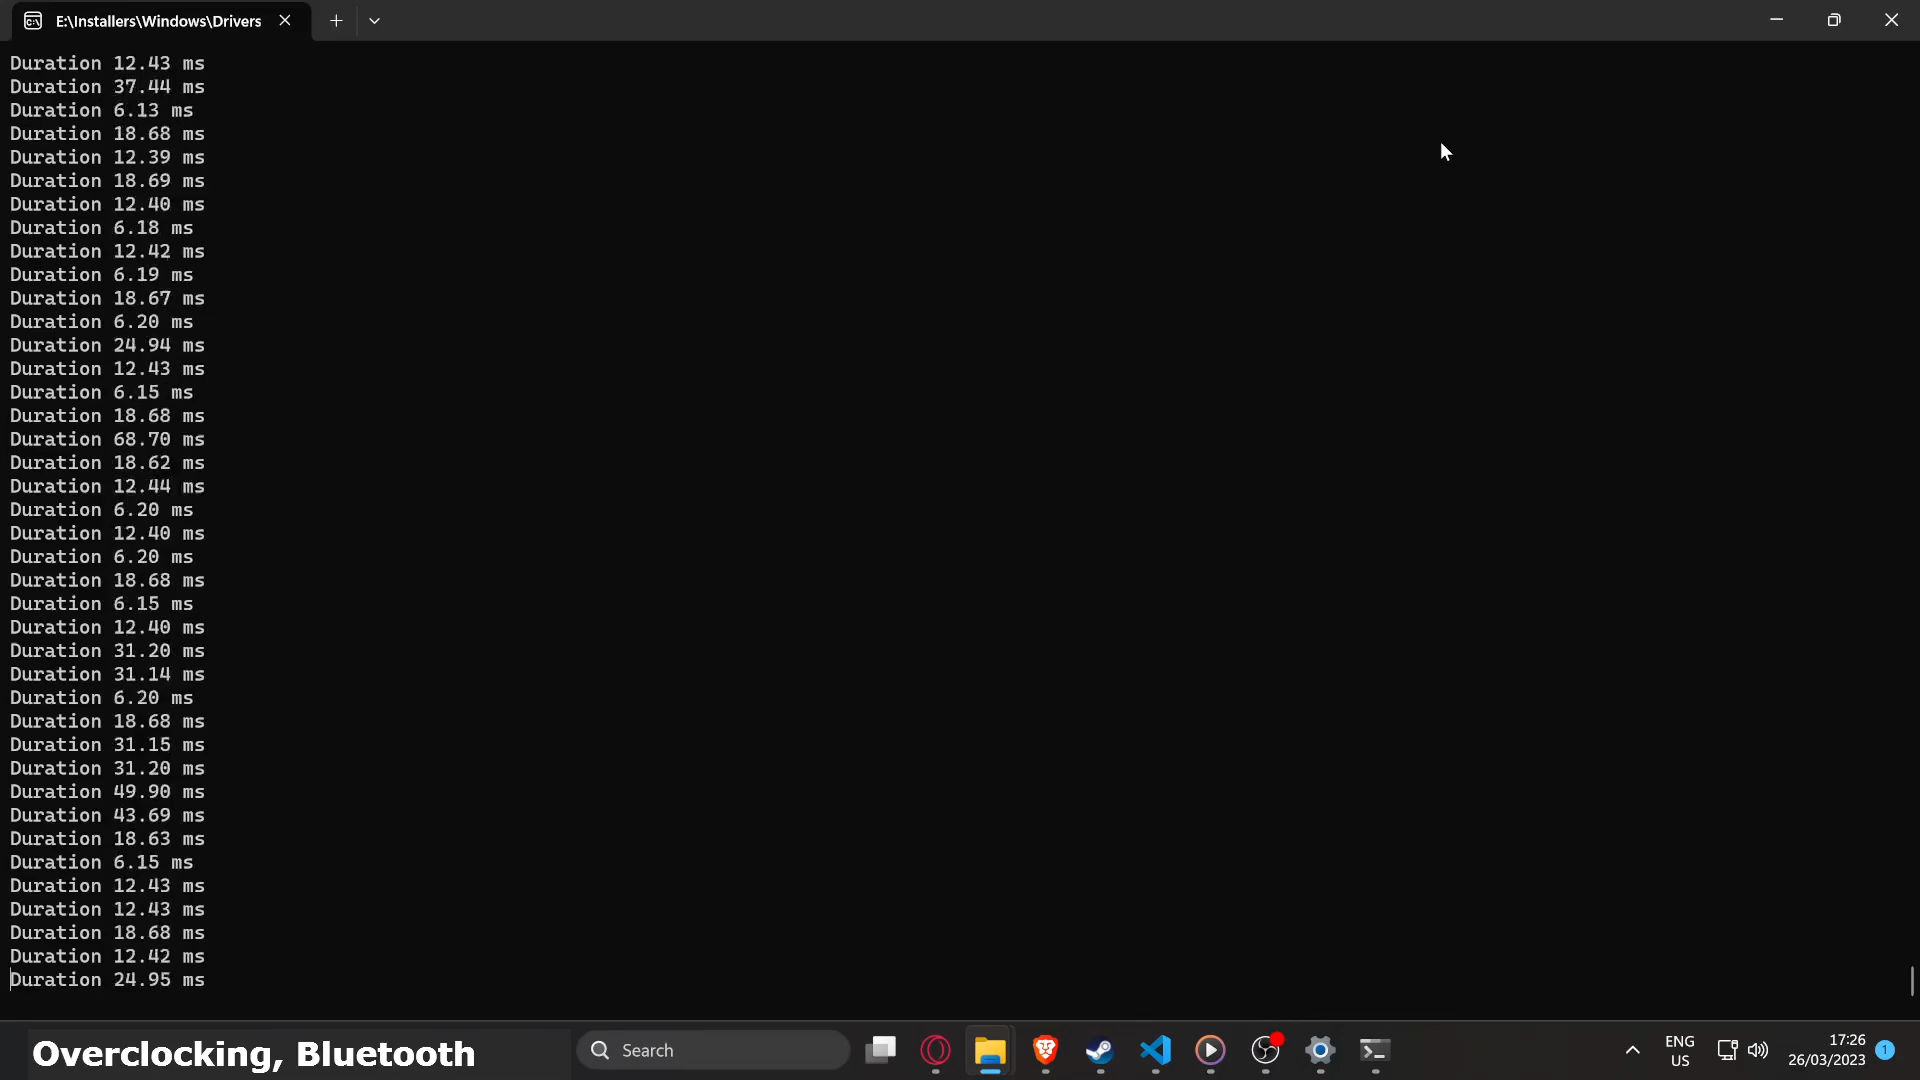 E:\Installers\Windows\Drivers
Duration 12.43 ms
Duration 37.44 ms
Duration 6.13 ms
Duration 18.68 ms
Duration 12.39 ms
Duration 18.69 ms
Duration 12.40 ms
Duration 6.18 ms
Duration 12.42 ms
Duration 6.19 ms
Duration 18.67 ms
Duration 6.20 ms
Duration 24.94 ms
Duration 12.43 ms
Duration 6.15 ms
Duration 18.68 ms
Duration 68.70 ms
Duration 18.62 ms
Duration 12.44 ms
Duration 6.20 ms
Duration 12.40 ms
Duration 6.20 ms
Duration 18.68 ms
Duration 6.15 ms
Duration 12.40 ms
Duration 31.20 ms
Duration 31.14 ms
Duration 6.20 ms
Duration 18.68 ms
Duration 31.15 ms
Duration 31.20 ms
Duration 49.90 ms
Duration 43.69 ms
Duration 18.63 ms
Duration 6.15 ms
Duration 12.43 ms
Duration 12.43 ms
Duration 18.68 ms
Duration 12.42 ms
Duration 24.95 ms
Overclocking, Bluetooth
Search
ENG
US
17:26
26/03/2023
1